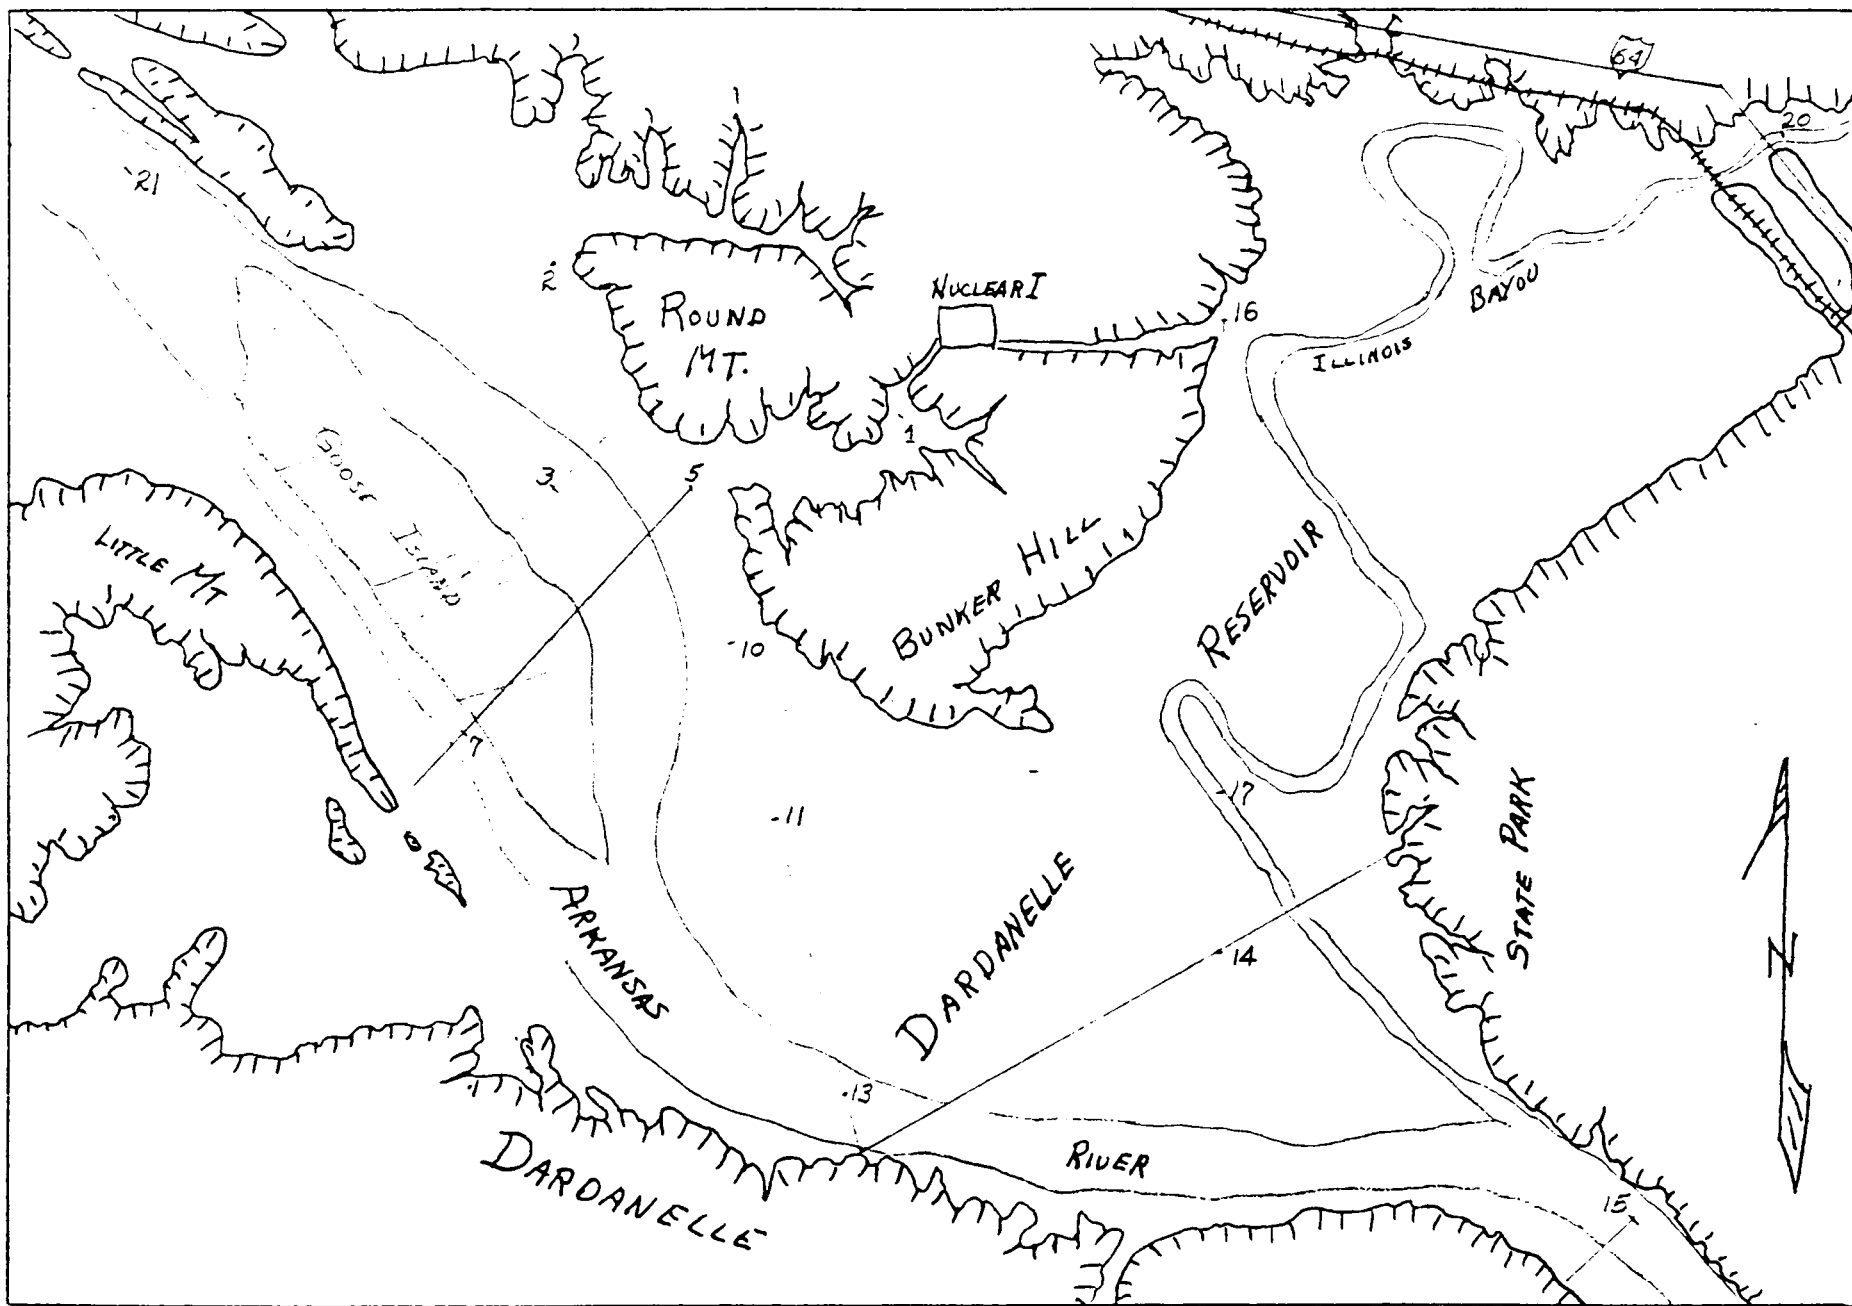 64
20
21
2
ROUND
MT.
NUCLEAR I
16
BAYOU
ILLINOIS
GOOSE
ISLAND
3
5
1
LITTLE MT
BUNKER HILL
RESERVOIR
10
7
11
17
STATE PARK
ARKANSAS
DARDANELLE
14
N
13
RIVER
DARDANELLE
15